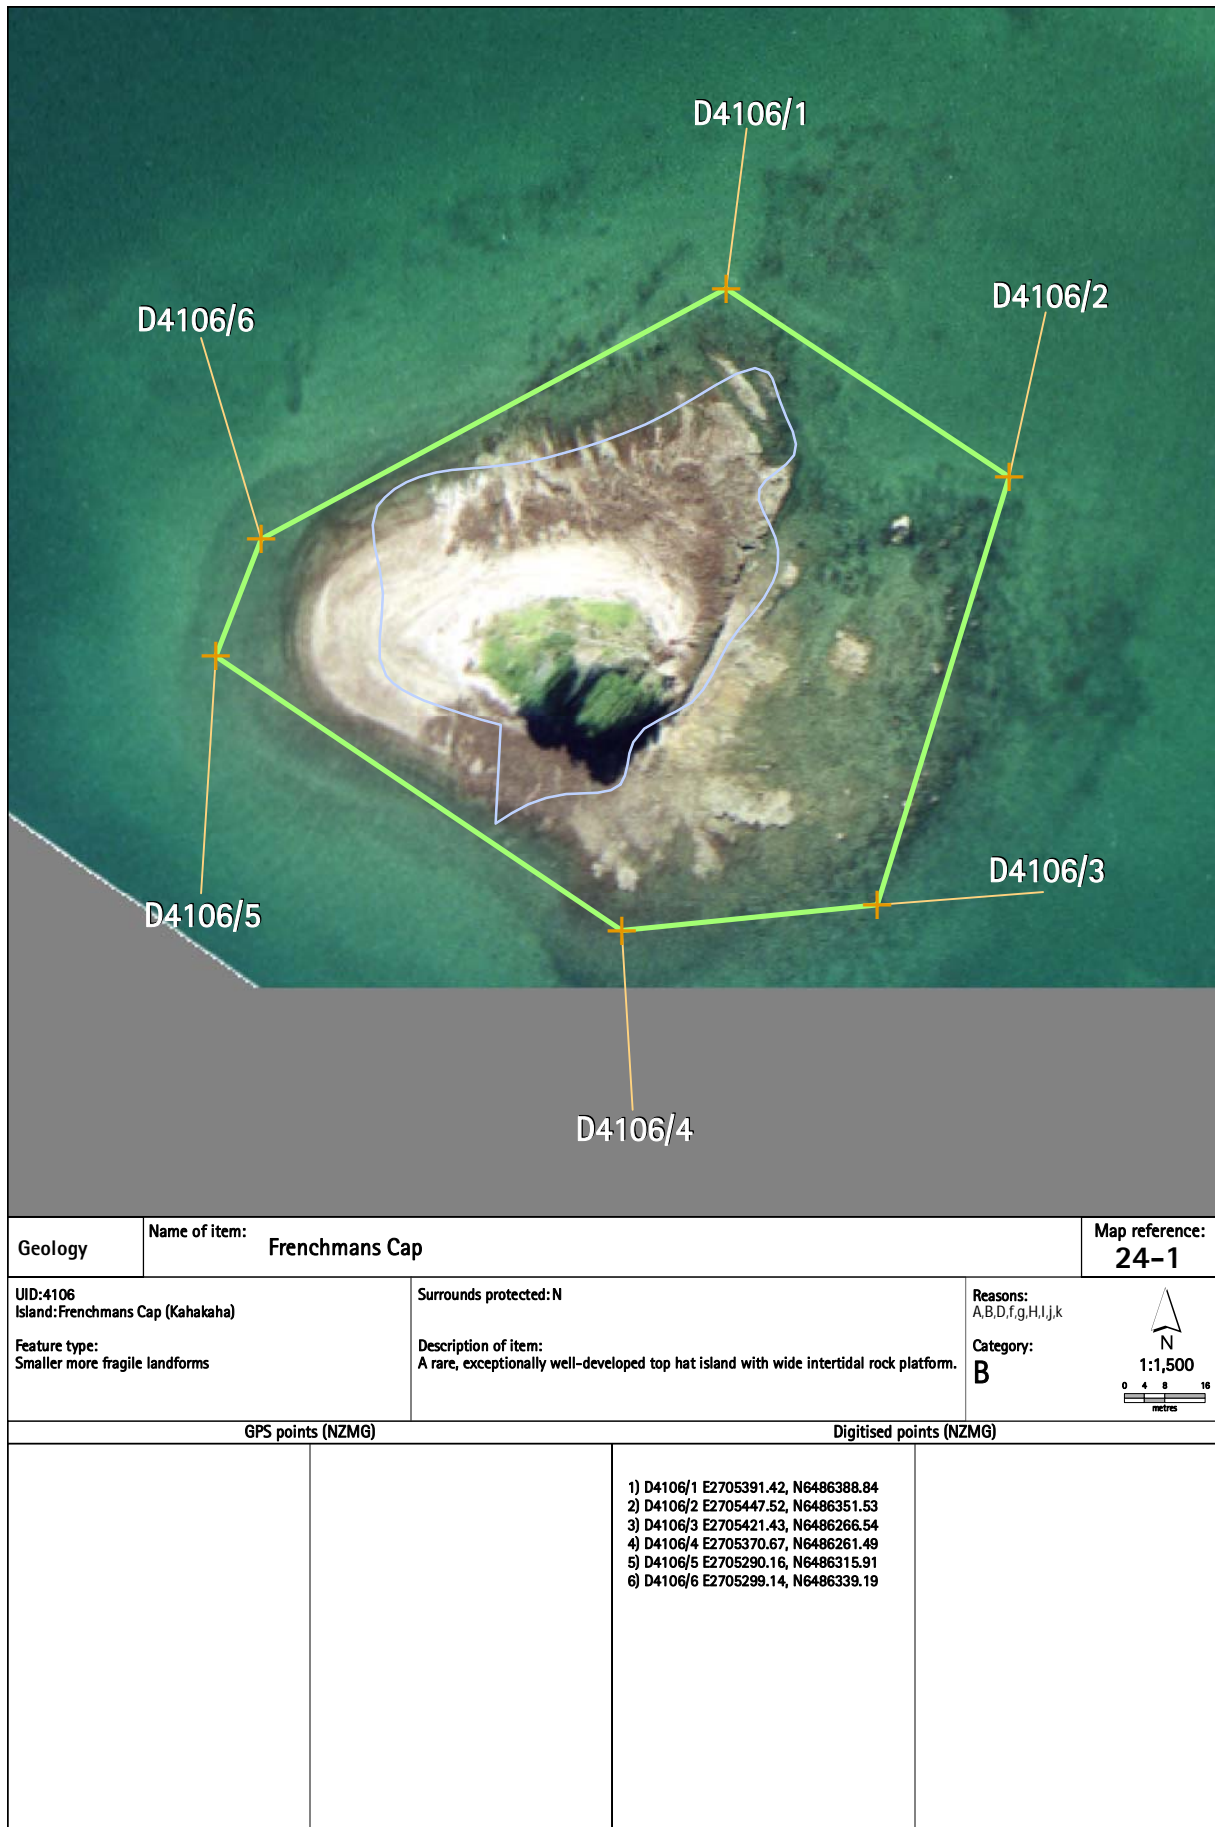 D4106/1
D4106/2
D4106/6
D4106/3
D4106/5
D4106/4
Geology
Name of item:
Frenchmans Cap
Map reference:
24-1
UID:4106
Island:Frenchmans Cap (Kahakaha)
Feature type:
Smaller more fragile landforms
Surrounds protected: N
Description of item:
A rare, exceptionally well-developed top hat island with wide intertidal rock platform.
Reasons:
A,B,D,f,g,H,I,j,k
Category:
B
N
1:1,500
0 4 8 16
metres
GPS points (NZMG)
Digitised points (NZMG)
1) D4106/1 E2705391.42, N6486388.84
2) D4106/2 E2705447.52, N6486351.53
3) D4106/3 E2705421.43, N6486266.54
4) D4106/4 E2705370.67, N6486261.49
5) D4106/5 E2705290.16, N6486315.91
6) D4106/6 E2705299.14, N6486339.19